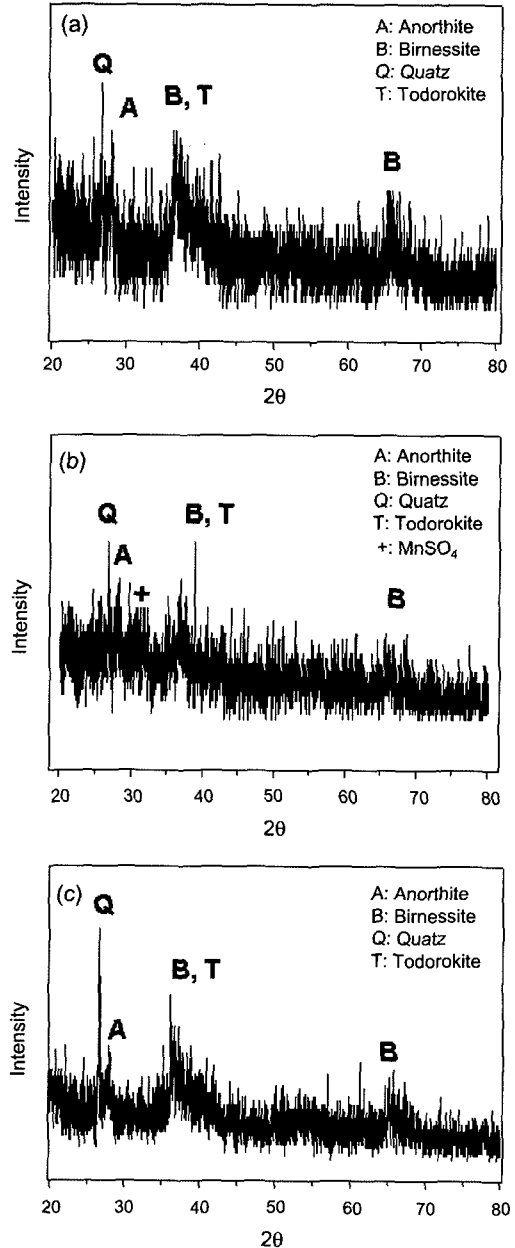 (a)
A: Anorthite
B: Birnessite
Q: Quatz
T: Todorokite
Q
A
B, T
B
Intensity
20 30 40 50 60 70 80
2θ
(b)
A: Anorthite
B: Birnessite
Q: Quatz
T: Todorokite
+: MnSO₄
Q
B, T
A
+
B
Intensity
20 30 40 50 60 70 80
2θ
(c)
A: Anorthite
B: Birnessite
Q: Quatz
T: Todorokite
Q
B, T
A
B
Intensity
20 30 40 50 60 70 80
2θ